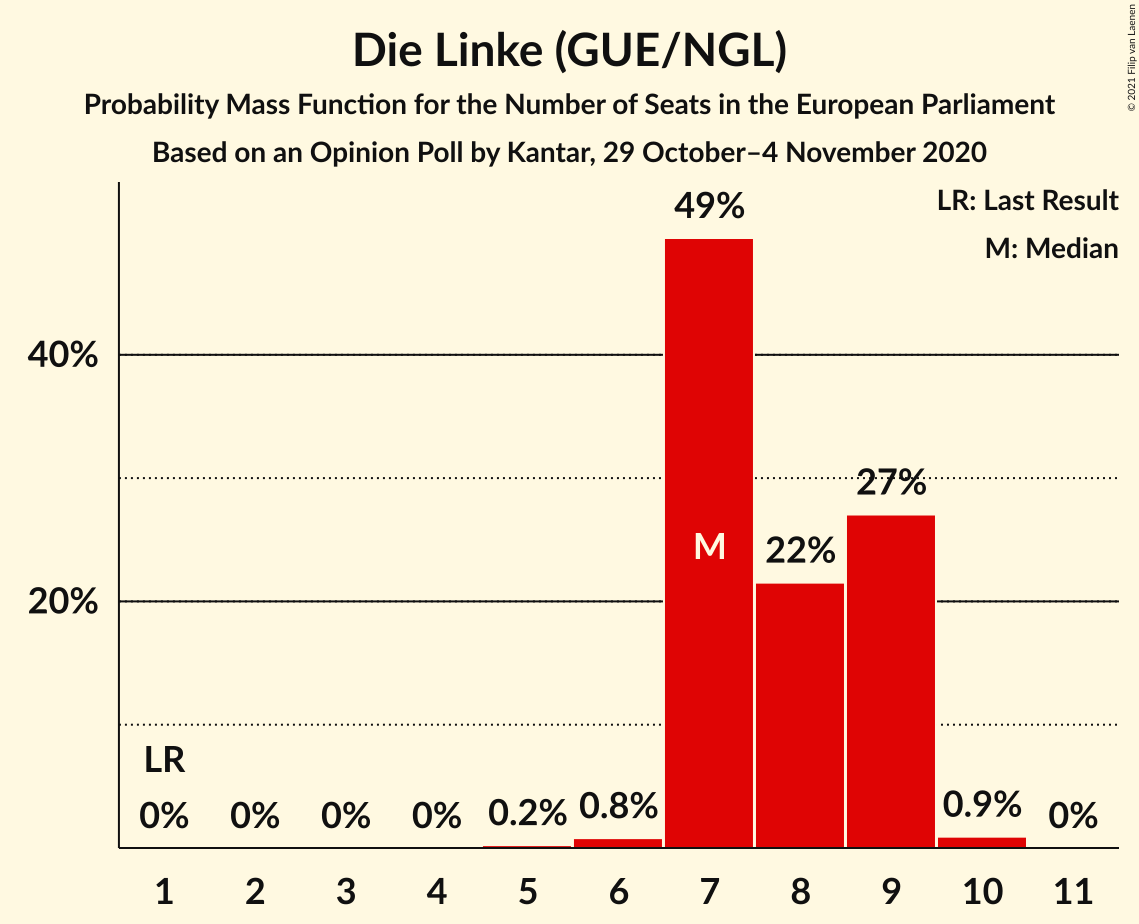 © 2021 Filip van Laenen
Die Linke (GUE/NGL)
Probability Mass Function for the Number of Seats in the European Parliament
Based on an Opinion Poll by Kantar, 29 October–4 November 2020
LR: Last Result
M: Median
49%
40%
27%
22%
M
20%
LR
0% 0% 0% 0% 0.2% 0.8% 0.9% 0%
1 2 3 4 5 6 7 8 9 10 11